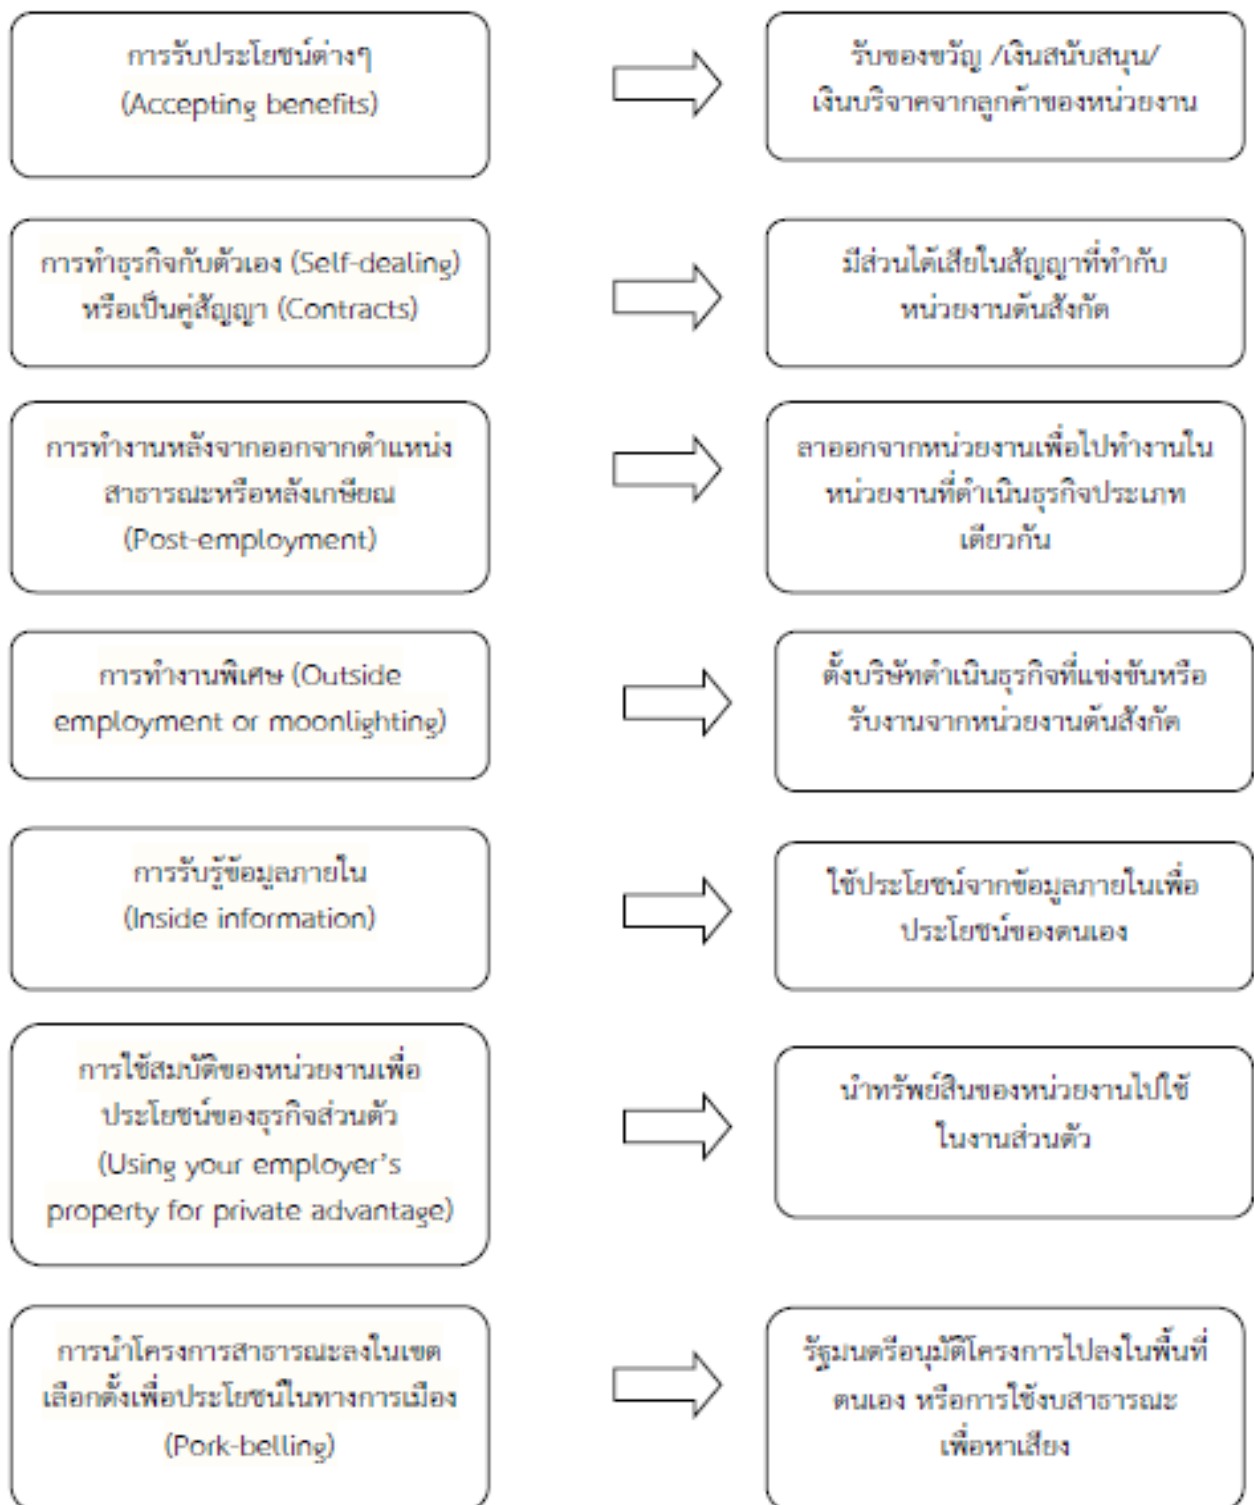 การรับประโยชน์ต่างๆ
(Accepting benefits)
รับของขวัญ /เงินสนับสนุน/
เงินบริจาคจากลูกค้าของหน่วยงาน
การทำธุรกิจกับตัวเอง (Self-dealing)
หรือเป็นคู่สัญญา (Contracts)
มีส่วนได้เสียในสัญญาที่ทำกับ
หน่วยงานต้นสังกัด
การทำงานหลังจากออกจากตำแหน่ง
สาธารณะหรือหลังเกษียณ
(Post-employment)
ลาออกจากหน่วยงานเพื่อไปทำงานใน
หน่วยงานที่ดำเนินธุรกิจประเภท
เดียวกัน
การทำงานพิเศษ (Outside
employment or moonlighting)
ตั้งบริษัทดำเนินธุรกิจที่แข่งขันหรือ
รับงานจากหน่วยงานต้นสังกัด
การรับรู้ข้อมูลภายใน
(Inside information)
ใช้ประโยชน์จากข้อมูลภายในเพื่อ
ประโยชน์ของตนเอง
การใช้สมบัติของหน่วยงานเพื่อ
ประโยชน์ของธุรกิจส่วนตัว
(Using your employer's
property for private advantage)
นำทรัพย์สินของหน่วยงานไปใช้
ในงานส่วนตัว
การนำโครงการสาธารณะลงในเขต
เลือกตั้งเพื่อประโยชน์ในทางการเมือง
(Pork-belling)
รัฐมนตรีอนุมัติโครงการไปลงในพื้นที่
ตนเอง หรือการใช้งบสาธารณะ
เพื่อหาเสียง